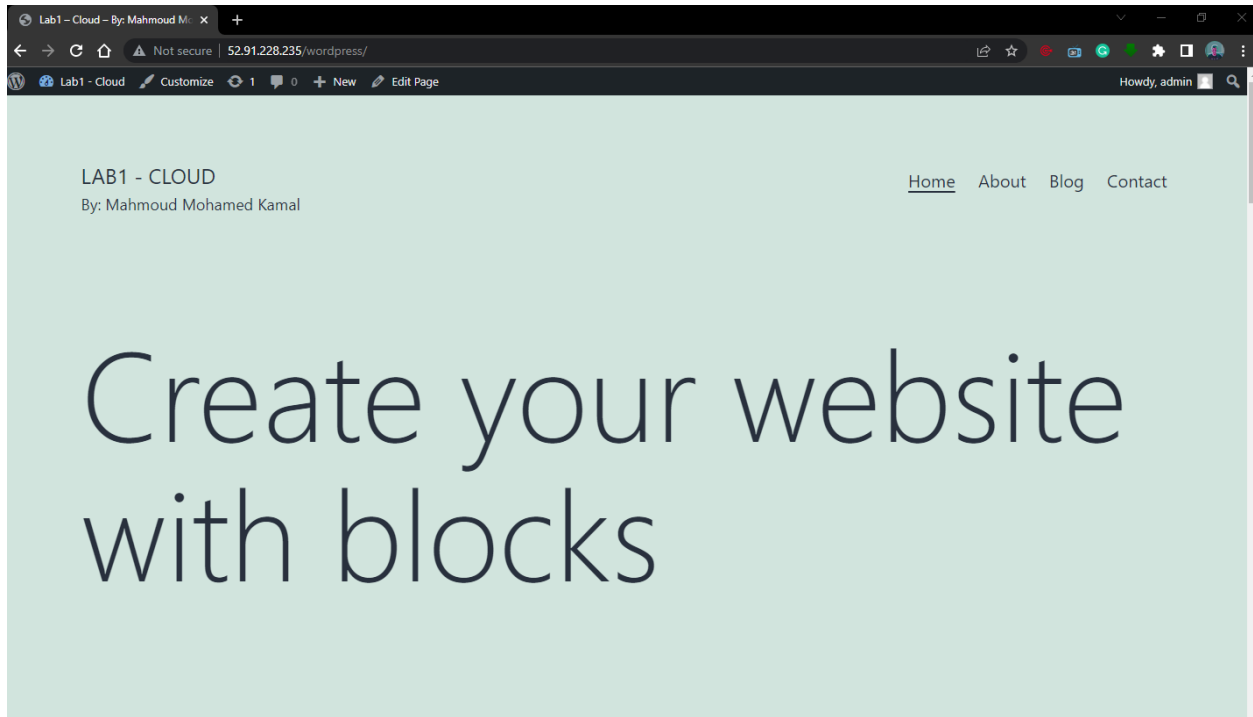 Lab1 – Cloud – By: Mahmoud Mo
Not secure | 52.91.228.235/wordpress/
Lab1 - Cloud Customize 1 0 New Edit Page Howdy, admin
LAB1 - CLOUD
By: Mahmoud Mohamed Kamal
Home About Blog Contact
Create your website
with blocks